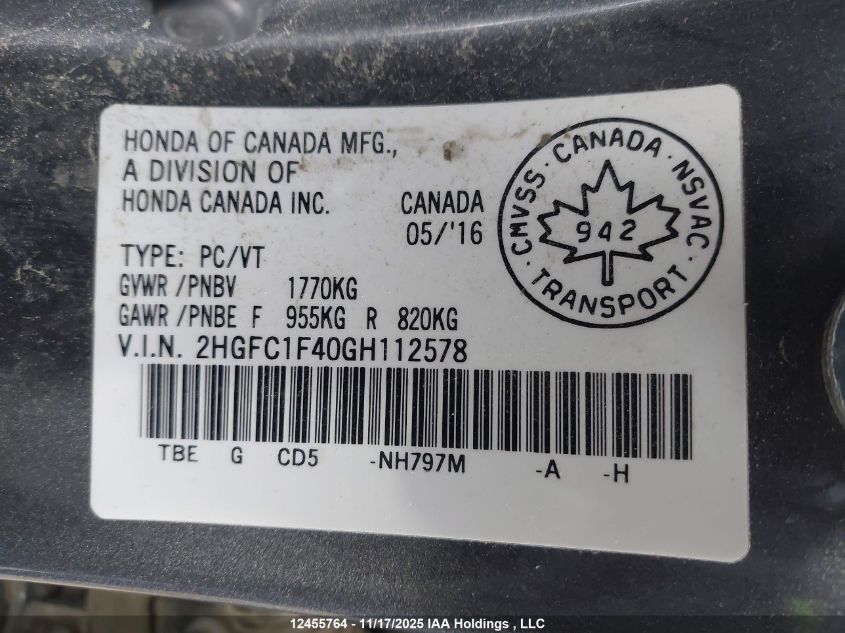 HONDA OF CANADA MFG.,
A DIVISION OF
HONDA CANADA INC.
CANADA
05/'16
TYPE: PC/VT
GVWR /PNBV 1770KG
GAWR /PNBE F 955KG R 820KG
V.I.N. 2HGFC1F40GH112578
TBE G CD5 -NH797M -A -H
CMVSS · CANADA · NSVAC · TRANSPORT ·
942
12455764 - 11/17/2025 IAA Holdings , LLC